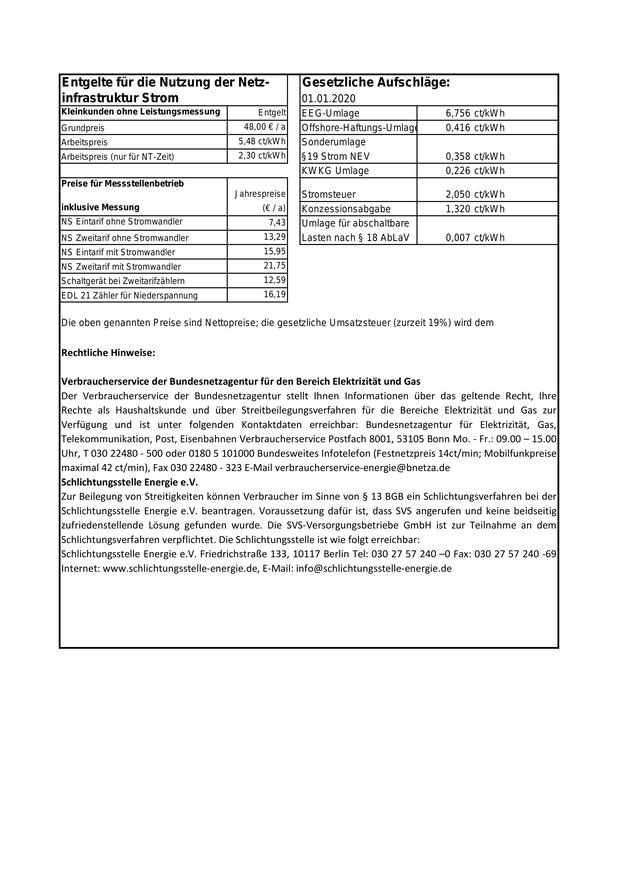 Entgelte für die Nutzung der Netz-
infrastruktur Strom
Kleinkunden ohne Leistungsmessung Entgelt
Grundpreis 48,00 € / a
Arbeitspreis 5,48 ct/kWh
Arbeitspreis (nur für NT-Zeit) 2,30 ct/kWh
Preise für Messstellenbetrieb
Jahrespreise
inklusive Messung (€ / a)
NS Eintarif ohne Stromwandler 7,43
NS Zweitarif ohne Stromwandler 13,29
NS Eintarif mit Stromwandler 15,95
NS Zweitarif mit Stromwandler 21,75
Schaltgerät bei Zweitarifzählern 12,59
EDL 21 Zähler für Niederspannung 16,19
Gesetzliche Aufschläge:
01.01.2020
EEG-Umlage 6,756 ct/kWh
Offshore-Haftungs-Umlag 0,416 ct/kWh
Sonderumlage
§19 Strom NEV 0,358 ct/kWh
KWKG Umlage 0,226 ct/kWh
Stromsteuer 2,050 ct/kWh
Konzessionsabgabe 1,320 ct/kWh
Umlage für abschaltbare
Lasten nach § 18 AbLaV 0,007 ct/kWh
Die oben genannten Preise sind Nettopreise; die gesetzliche Umsatzsteuer (zurzeit 19%) wird dem
Rechtliche Hinweise:
Verbraucherservice der Bundesnetzagentur für den Bereich Elektrizität und Gas
Der Verbraucherservice der Bundesnetzagentur stellt Ihnen Informationen über das geltende Recht, Ihre
Rechte als Haushaltskunde und über Streitbeilegungsverfahren für die Bereiche Elektrizität und Gas zur
Verfügung und ist unter folgenden Kontaktdaten erreichbar: Bundesnetzagentur für Elektrizität, Gas,
Telekommunikation, Post, Eisenbahnen Verbraucherservice Postfach 8001, 53105 Bonn Mo. - Fr.: 09.00 – 15.00
Uhr, T 030 22480 - 500 oder 0180 5 101000 Bundesweites Infotelefon (Festnetzpreis 14ct/min; Mobilfunkpreise
maximal 42 ct/min), Fax 030 22480 - 323 E-Mail verbraucherservice-energie@bnetza.de
Schlichtungsstelle Energie e.V.
Zur Beilegung von Streitigkeiten können Verbraucher im Sinne von § 13 BGB ein Schlichtungsverfahren bei der
Schlichtungsstelle Energie e.V. beantragen. Voraussetzung dafür ist, dass SVS angerufen und keine beidseitig
zufriedenstellende Lösung gefunden wurde. Die SVS-Versorgungsbetriebe GmbH ist zur Teilnahme an dem
Schlichtungsverfahren verpflichtet. Die Schlichtungsstelle ist wie folgt erreichbar:
Schlichtungsstelle Energie e.V. Friedrichstraße 133, 10117 Berlin Tel: 030 27 57 240 –0 Fax: 030 27 57 240 -69
Internet: www.schlichtungsstelle-energie.de, E-Mail: info@schlichtungsstelle-energie.de